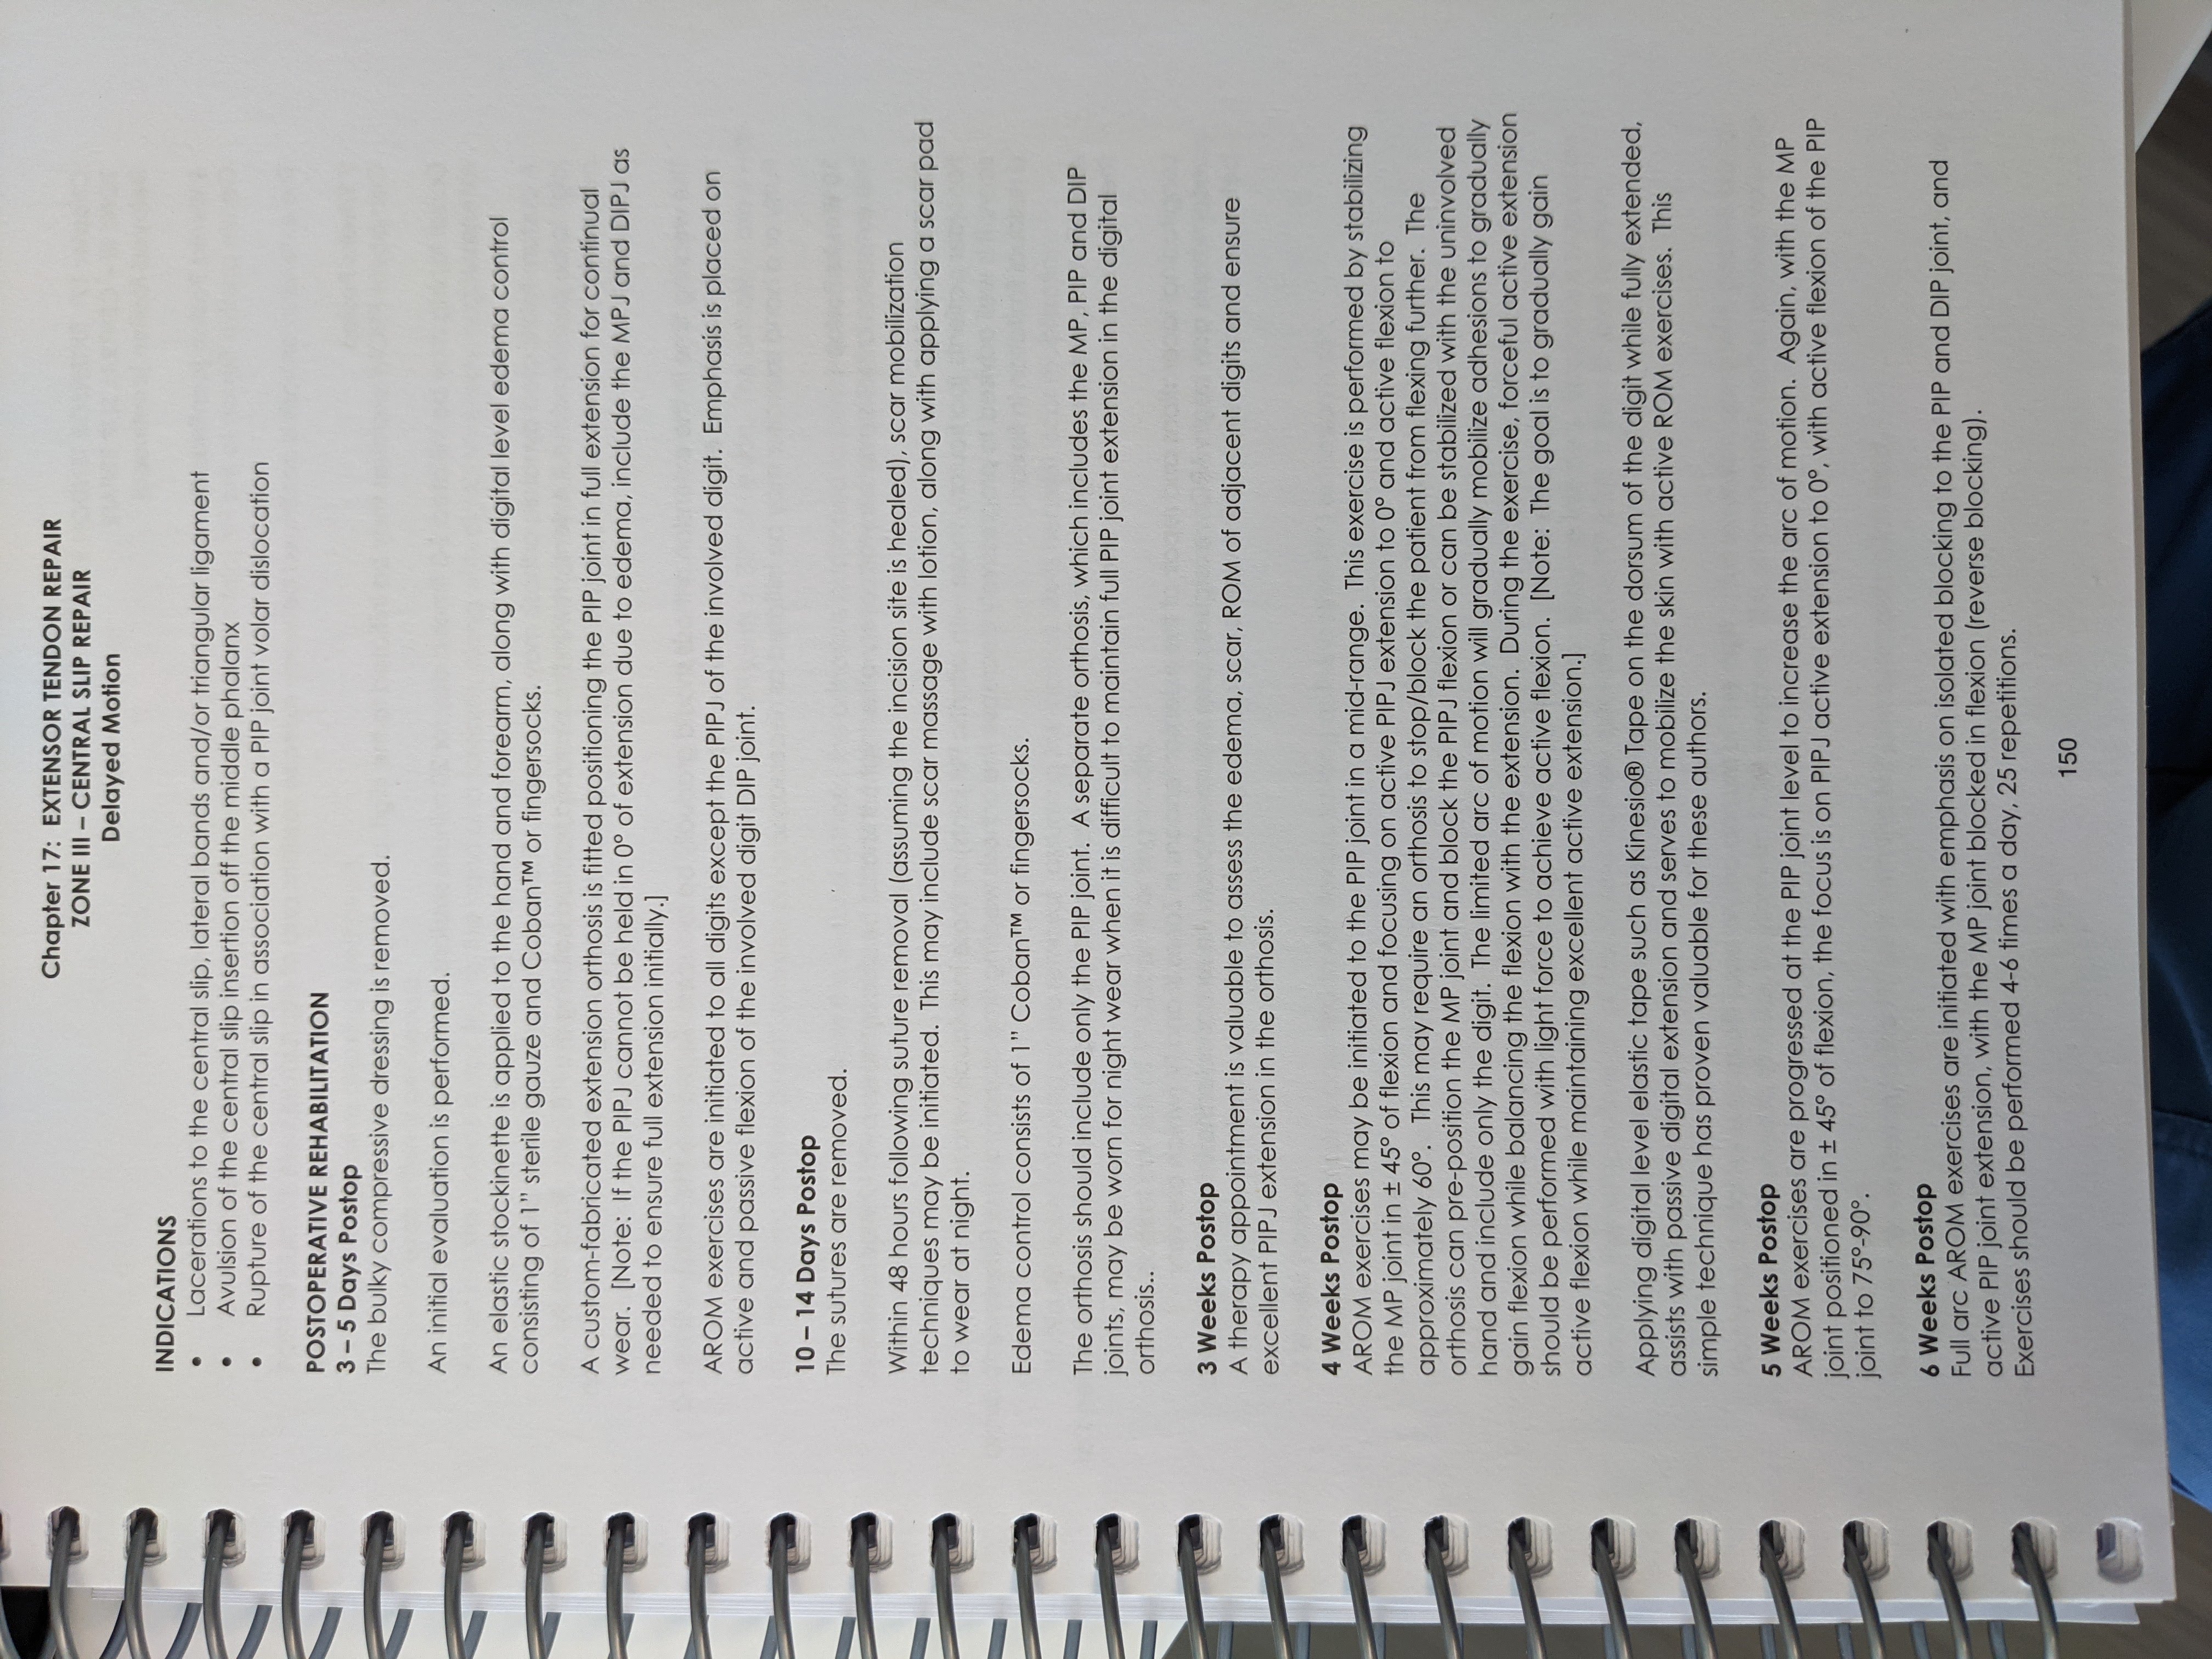 Chapter 17:  EXTENSOR TENDON REPAIR
ZONE III – CENTRAL SLIP REPAIR
Delayed Motion
INDICATIONS
• Lacerations to the central slip, lateral bands and/or triangular ligament
• Avulsion of the central slip insertion off the middle phalanx
• Rupture of the central slip in association with a PIP joint volar dislocation
POSTOPERATIVE REHABILITATION
3 – 5 Days Postop
The bulky compressive dressing is removed.
An initial evaluation is performed.
An elastic stockinette is applied to the hand and forearm, along with digital level edema control
consisting of 1" sterile gauze and Coban™ or fingersocks.
A custom-fabricated extension orthosis is fitted positioning the PIP joint in full extension for continual
wear.  [Note:  If the PIPJ cannot be held in 0° of extension due to edema, include the MPJ and DIPJ as
needed to ensure full extension initially.]
AROM exercises are initiated to all digits except the PIPJ of the involved digit.  Emphasis is placed on
active and passive flexion of the involved digit DIP joint.
10 – 14 Days Postop
The sutures are removed.
Within 48 hours following suture removal (assuming the incision site is healed), scar mobilization
techniques may be initiated.  This may include scar massage with lotion, along with applying a scar pad
to wear at night.
Edema control consists of 1" Coban™ or fingersocks.
The orthosis should include only the PIP joint.  A separate orthosis, which includes the MP, PIP and DIP
joints, may be worn for night wear when it is difficult to maintain full PIP joint extension in the digital
orthosis..
3 Weeks Postop
A therapy appointment is valuable to assess the edema, scar, ROM of adjacent digits and ensure
excellent PIPJ extension in the orthosis.
4 Weeks Postop
AROM exercises may be initiated to the PIP joint in a mid-range.  This exercise is performed by stabilizing
the MP joint in ± 45° of flexion and focusing on active PIPJ extension to 0° and active flexion to
approximately 60°.   This may require an orthosis to stop/block the patient from flexing further.  The
orthosis can pre-position the MP joint and block the PIPJ flexion or can be stabilized with the uninvolved
hand and include only the digit.  The limited arc of motion will gradually mobilize adhesions to gradually
gain flexion while balancing the flexion with the extension.  During the exercise, forceful active extension
should be performed with light force to achieve active flexion.  [Note:  The goal is to gradually gain
active flexion while maintaining excellent active extension.]
Applying digital level elastic tape such as Kinesio® Tape on the dorsum of the digit while fully extended,
assists with passive digital extension and serves to mobilize the skin with active ROM exercises.  This
simple technique has proven valuable for these authors.
5 Weeks Postop
AROM exercises are progressed at the PIP joint level to increase the arc of motion.  Again, with the MP
joint positioned in ± 45° of flexion, the focus is on PIPJ active extension to 0°, with active flexion of the PIP
joint to 75°-90°.
6 Weeks Postop
Full arc AROM exercises are initiated with emphasis on isolated blocking to the PIP and DIP joint, and
active PIP joint extension, with the MP joint blocked in flexion (reverse blocking).
Exercises should be performed 4-6 times a day, 25 repetitions.
150